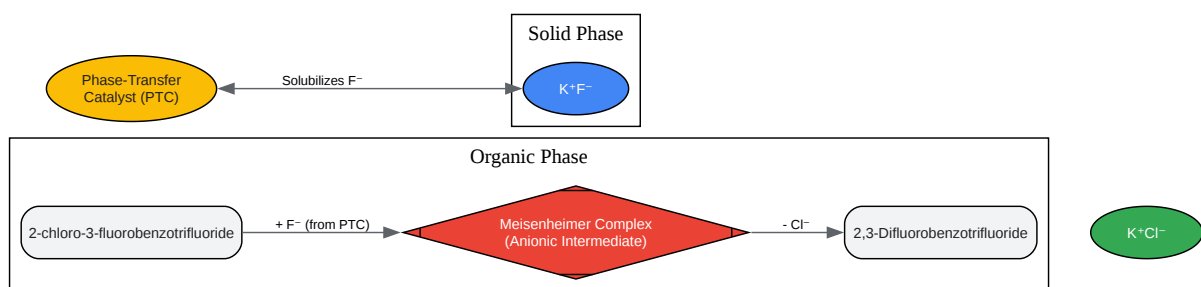 Solid Phase
Phase-Transfer
Catalyst (PTC)
Solubilizes F⁻
K⁺F⁻
Organic Phase
2-chloro-3-fluorobenzotrifluoride
+ F⁻ (from PTC)
Meisenheimer Complex
(Anionic Intermediate)
- Cl⁻
2,3-Difluorobenzotrifluoride
K⁺Cl⁻